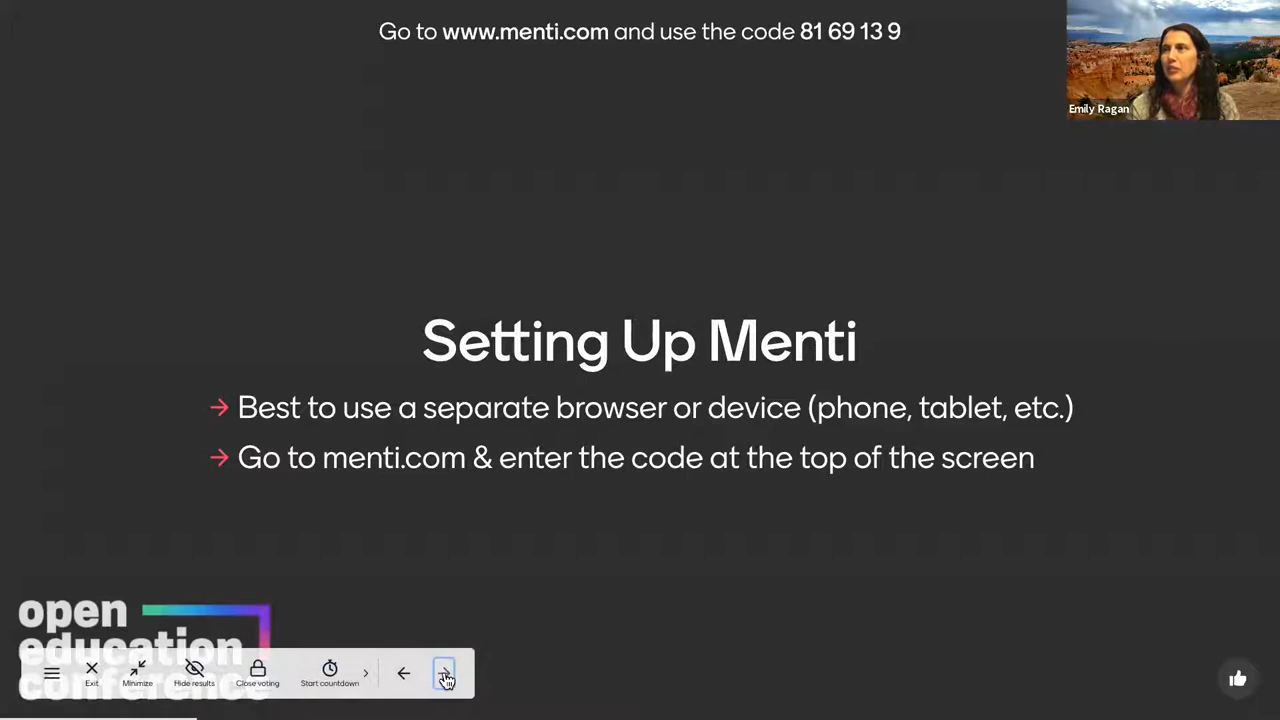 Go to www.menti.com and use the code 81 69 13 9
Emily Ragan
Setting Up Menti
→ Best to use a separate browser or device (phone, tablet, etc.)
→ Go to menti.com & enter the code at the top of the screen
open
education
conference
Exit
Minimize
Hide results
Close voting
Start countdown